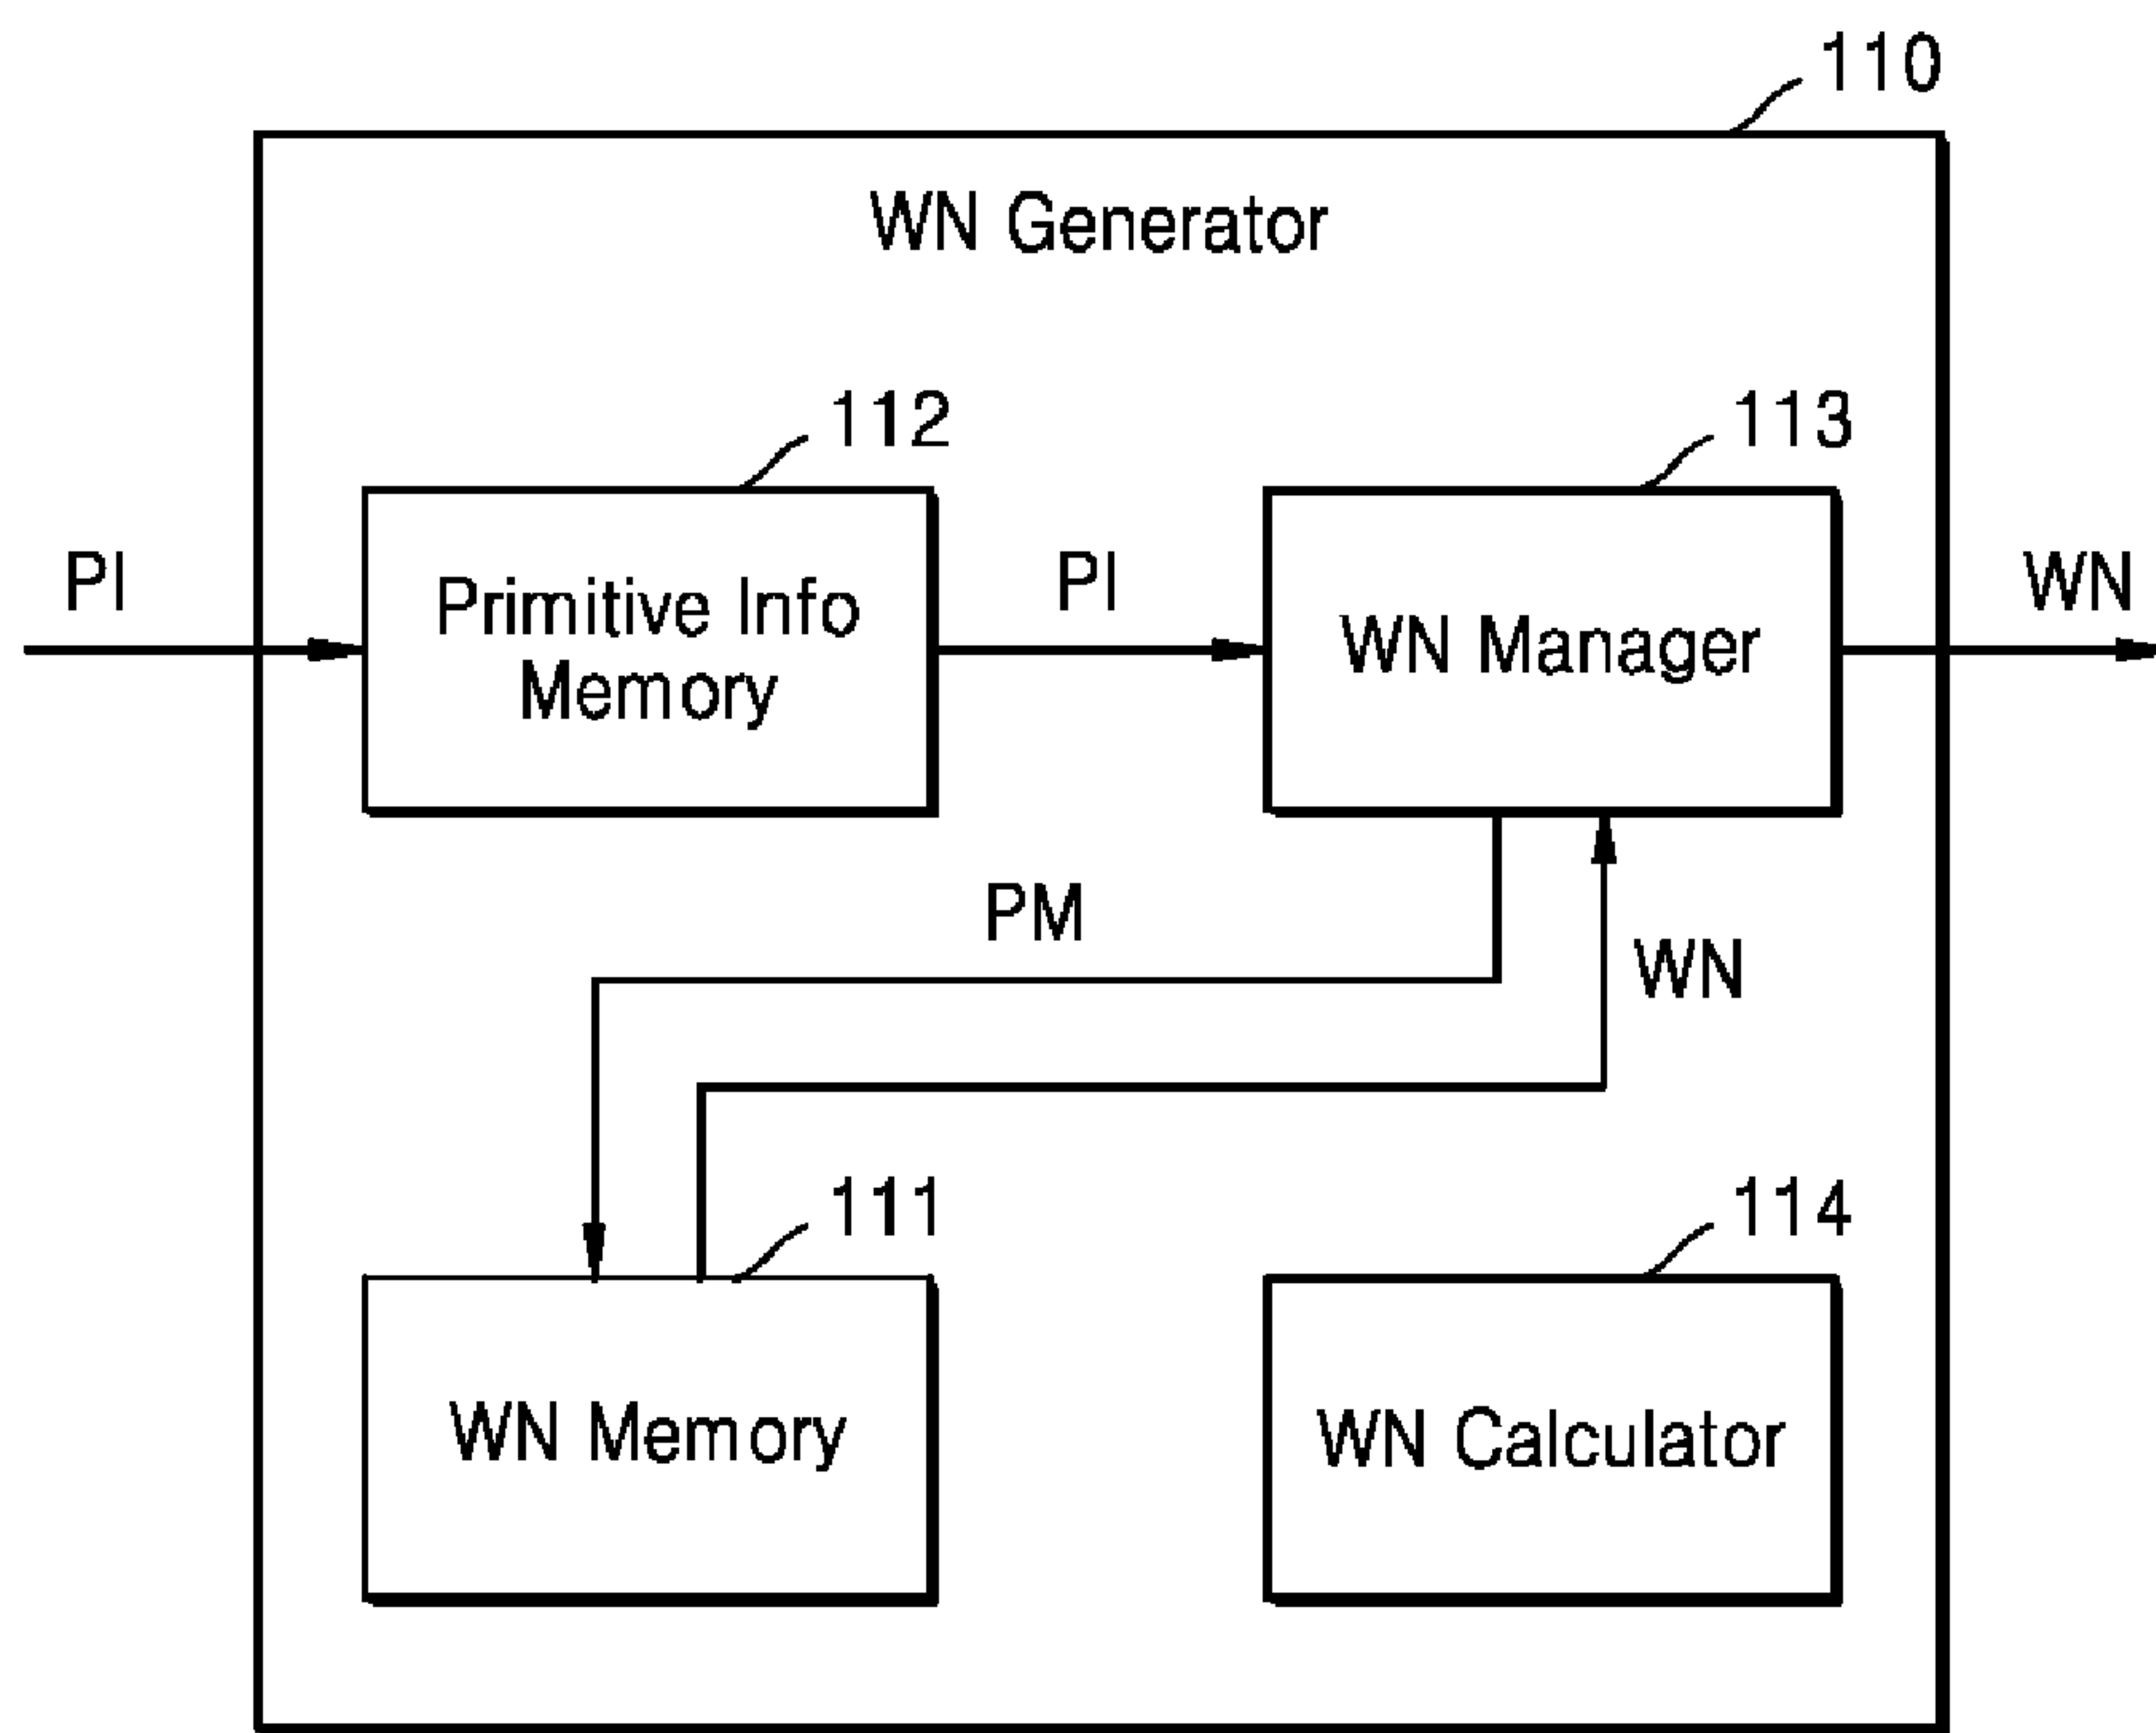 110
WN Generator
112
113
PI
Primitive Info
Memory
PI
WN Manager
WN
PM
WN
111
114
WN Memory
WN Calculator